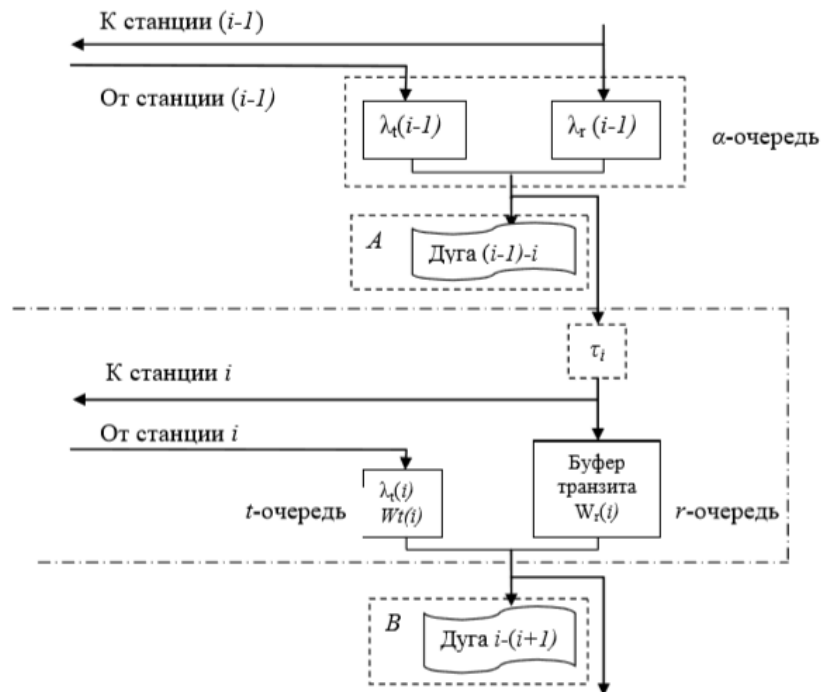 К станции (i-1)
От станции (i-1)
λt(i-1)
λr (i-1)
α-очередь
A
Дуга (i-1)-i
τi
К станции i
От станции i
t-очередь
λt(i)
Wt(i)
Буфер
транзита
Wr(i)
r-очередь
B
Дуга i-(i+1)